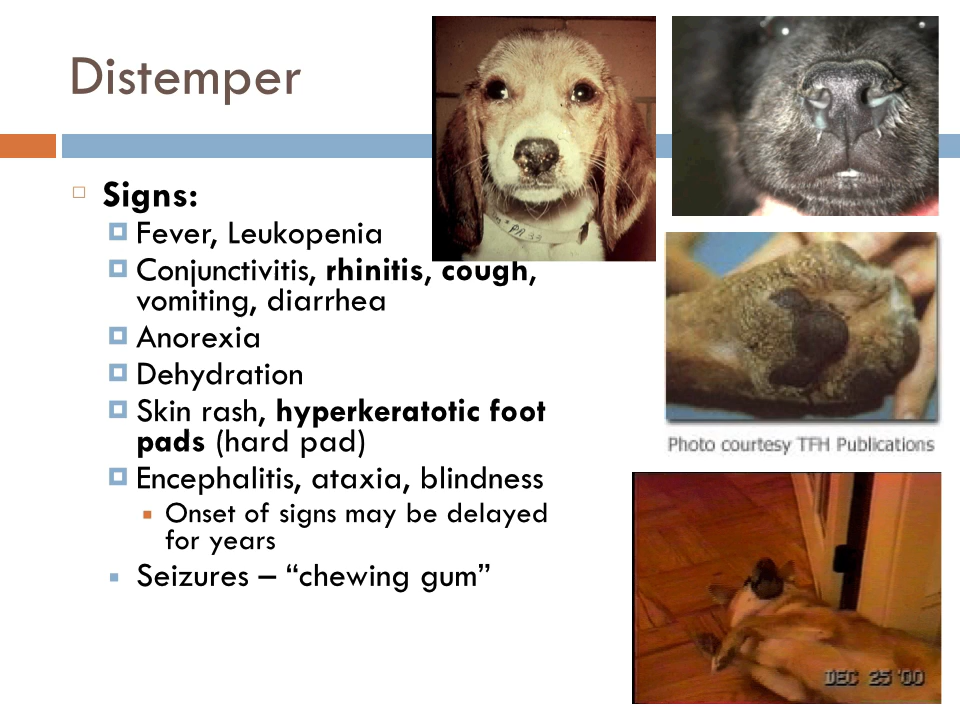 Distemper
Signs:
Fever, Leukopenia
Conjunctivitis, rhinitis, cough,
vomiting, diarrhea
Anorexia
Dehydration
Skin rash, hyperkeratotic foot
pads (hard pad)
Encephalitis, ataxia, blindness
Onset of signs may be delayed
for years
Seizures – “chewing gum”
Photo courtesy TFH Publications
DEC 25 '00